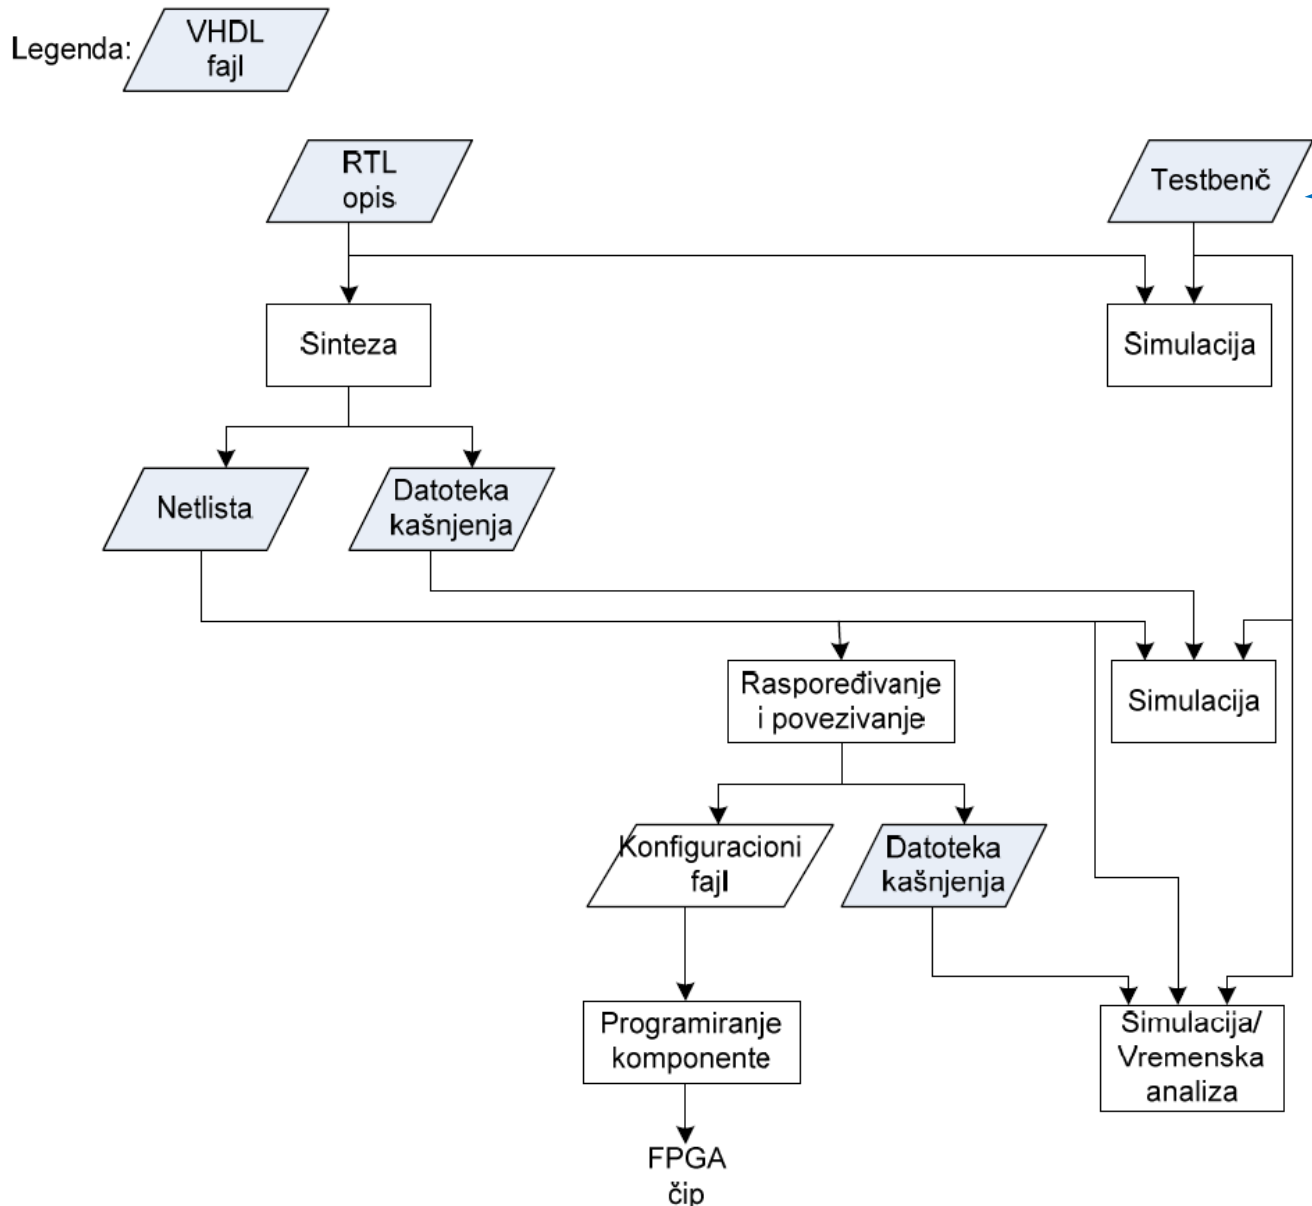 Legenda:
VHDL
fajl
RTL
opis
Testbenč
Sinteza
Simulacija
Netlista
Datoteka
kašnjenja
Raspoređivanje
i povezivanje
Simulacija
Konfiguracioni
fajl
Datoteka
kašnjenja
Programiranje
komponente
Simulacija/
Vremenska
analiza
FPGA
čip